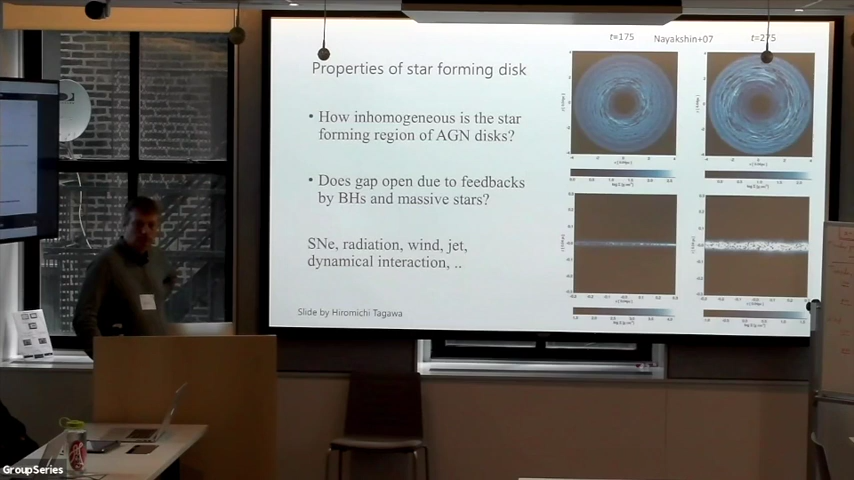 t=175
Nayakshin+07
t=275
Properties of star forming disk
• How inhomogeneous is the star
forming region of AGN disks?
• Does gap open due to feedbacks
by BHs and massive stars?
SNe, radiation, wind, jet,
dynamical interaction, ..
Slide by Hiromichi Tagawa
GroupSeries